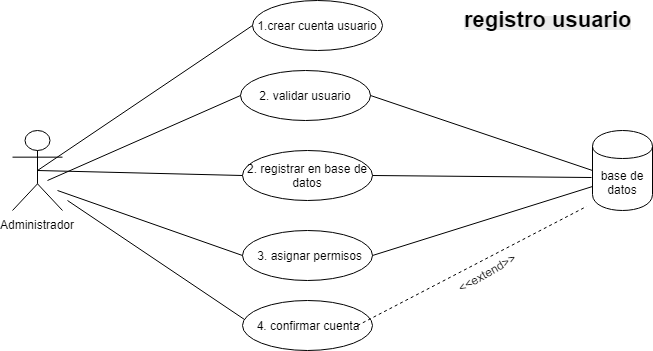 registro usuario
1.crear cuenta usuario
2. validar usuario
2. registrar en base de
datos
base de
datos
Administrador
3. asignar permisos
<<extend>>
4. confirmar cuenta